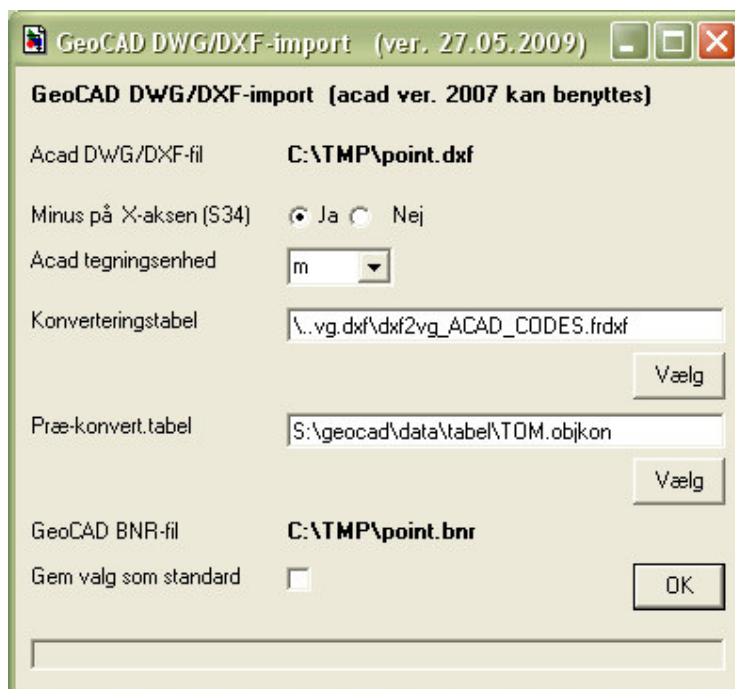 GeoCAD DWG/DXF-import (ver. 27.05.2009)
GeoCAD DWG/DXF-import (acad ver. 2007 kan benyttes)
Acad DWG/DXF-fil C:\TMP\point.dxf
Minus på X-aksen (S34) Ja Nej
Acad tegningsenhed m
Konverteringstabel \..vg.dxf\dxf2vg_ACAD_CODES.frdxf
Vælg
Præ-konvert.tabel S:\geocad\data\tabel\TOM.objkon
Vælg
GeoCAD BNR-fil C:\TMP\point.bnr
Gem valg som standard OK